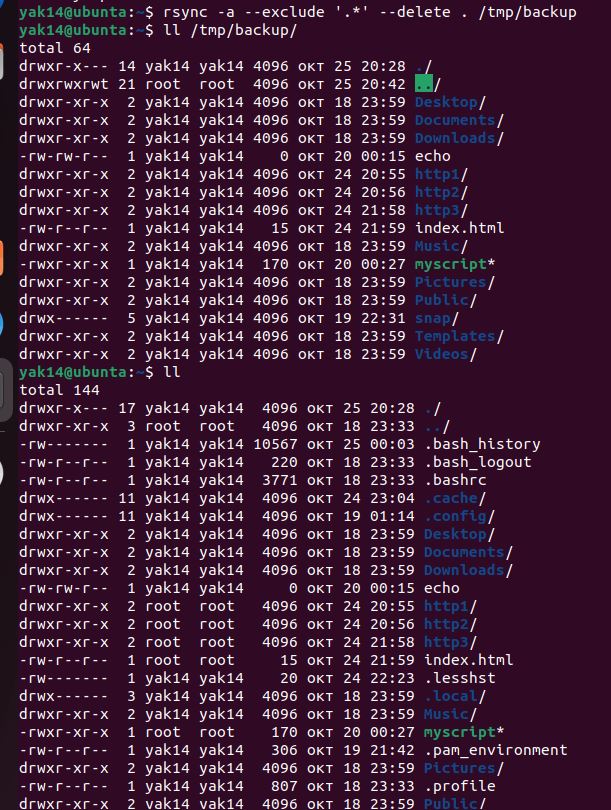 yak14@ubuntu:~$ rsync -a --exclude '.*' --delete . /tmp/backup
yak14@ubuntu:~$ ll /tmp/backup/
total 64
drwxr-x--- 14 yak14 yak14 4096 окт 25 20:28 ./
drwxrwxrwt 21 root  root  4096 окт 25 20:42 ../
drwxr-xr-x  2 yak14 yak14 4096 окт 18 23:59 Desktop/
drwxr-xr-x  2 yak14 yak14 4096 окт 18 23:59 Documents/
drwxr-xr-x  2 yak14 yak14 4096 окт 18 23:59 Downloads/
-rw-rw-r--  1 yak14 yak14    0 окт 20 00:15 echo
drwxr-xr-x  2 yak14 yak14 4096 окт 24 20:55 http1/
drwxr-xr-x  2 yak14 yak14 4096 окт 24 20:56 http2/
drwxr-xr-x  2 yak14 yak14 4096 окт 24 21:58 http3/
-rw-r--r--  1 yak14 yak14   15 окт 24 21:59 index.html
drwxr-xr-x  2 yak14 yak14 4096 окт 18 23:59 Music/
-rwxr-xr-x  1 yak14 yak14  170 окт 20 00:27 myscript*
drwxr-xr-x  2 yak14 yak14 4096 окт 18 23:59 Pictures/
drwxr-xr-x  2 yak14 yak14 4096 окт 18 23:59 Public/
drwx------  5 yak14 yak14 4096 окт 19 22:31 snap/
drwxr-xr-x  2 yak14 yak14 4096 окт 18 23:59 Templates/
drwxr-xr-x  2 yak14 yak14 4096 окт 18 23:59 Videos/
yak14@ubuntu:~$ ll
total 144
drwxr-x--- 17 yak14 yak14  4096 окт 25 20:28 ./
drwxr-xr-x  3 root  root   4096 окт 18 23:33 ../
-rw-------  1 yak14 yak14 10567 окт 25 00:03 .bash_history
-rw-r--r--  1 yak14 yak14   220 окт 18 23:33 .bash_logout
-rw-r--r--  1 yak14 yak14  3771 окт 18 23:33 .bashrc
drwx------ 11 yak14 yak14  4096 окт 24 23:04 .cache/
drwx------ 11 yak14 yak14  4096 окт 19 01:14 .config/
drwxr-xr-x  2 yak14 yak14  4096 окт 18 23:59 Desktop/
drwxr-xr-x  2 yak14 yak14  4096 окт 18 23:59 Documents/
drwxr-xr-x  2 yak14 yak14  4096 окт 18 23:59 Downloads/
-rw-rw-r--  1 yak14 yak14     0 окт 20 00:15 echo
drwxr-xr-x  2 root  root   4096 окт 24 20:55 http1/
drwxr-xr-x  2 root  root   4096 окт 24 20:56 http2/
drwxr-xr-x  2 root  root   4096 окт 24 21:58 http3/
-rw-r--r--  1 root  root     15 окт 24 21:59 index.html
-rw-------  1 yak14 yak14    20 окт 24 22:23 .lesshst
drwx------  3 yak14 yak14  4096 окт 18 23:59 .local/
drwxr-xr-x  2 yak14 yak14  4096 окт 18 23:59 Music/
-rwxr-xr-x  1 root  root    170 окт 20 00:27 myscript*
-rw-r--r--  1 yak14 yak14   306 окт 19 21:42 .pam_environment
drwxr-xr-x  2 yak14 yak14  4096 окт 18 23:59 Pictures/
-rw-r--r--  1 yak14 yak14   807 окт 18 23:33 .profile
drwxr-xr-x  2 yak14 yak14  4096 окт 18 23:59 Public/